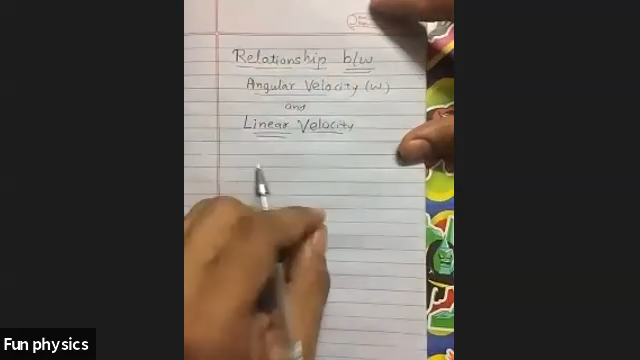 Relationship b/w
Angular Velocity (w)
and
Linear Velocity
Fun physics